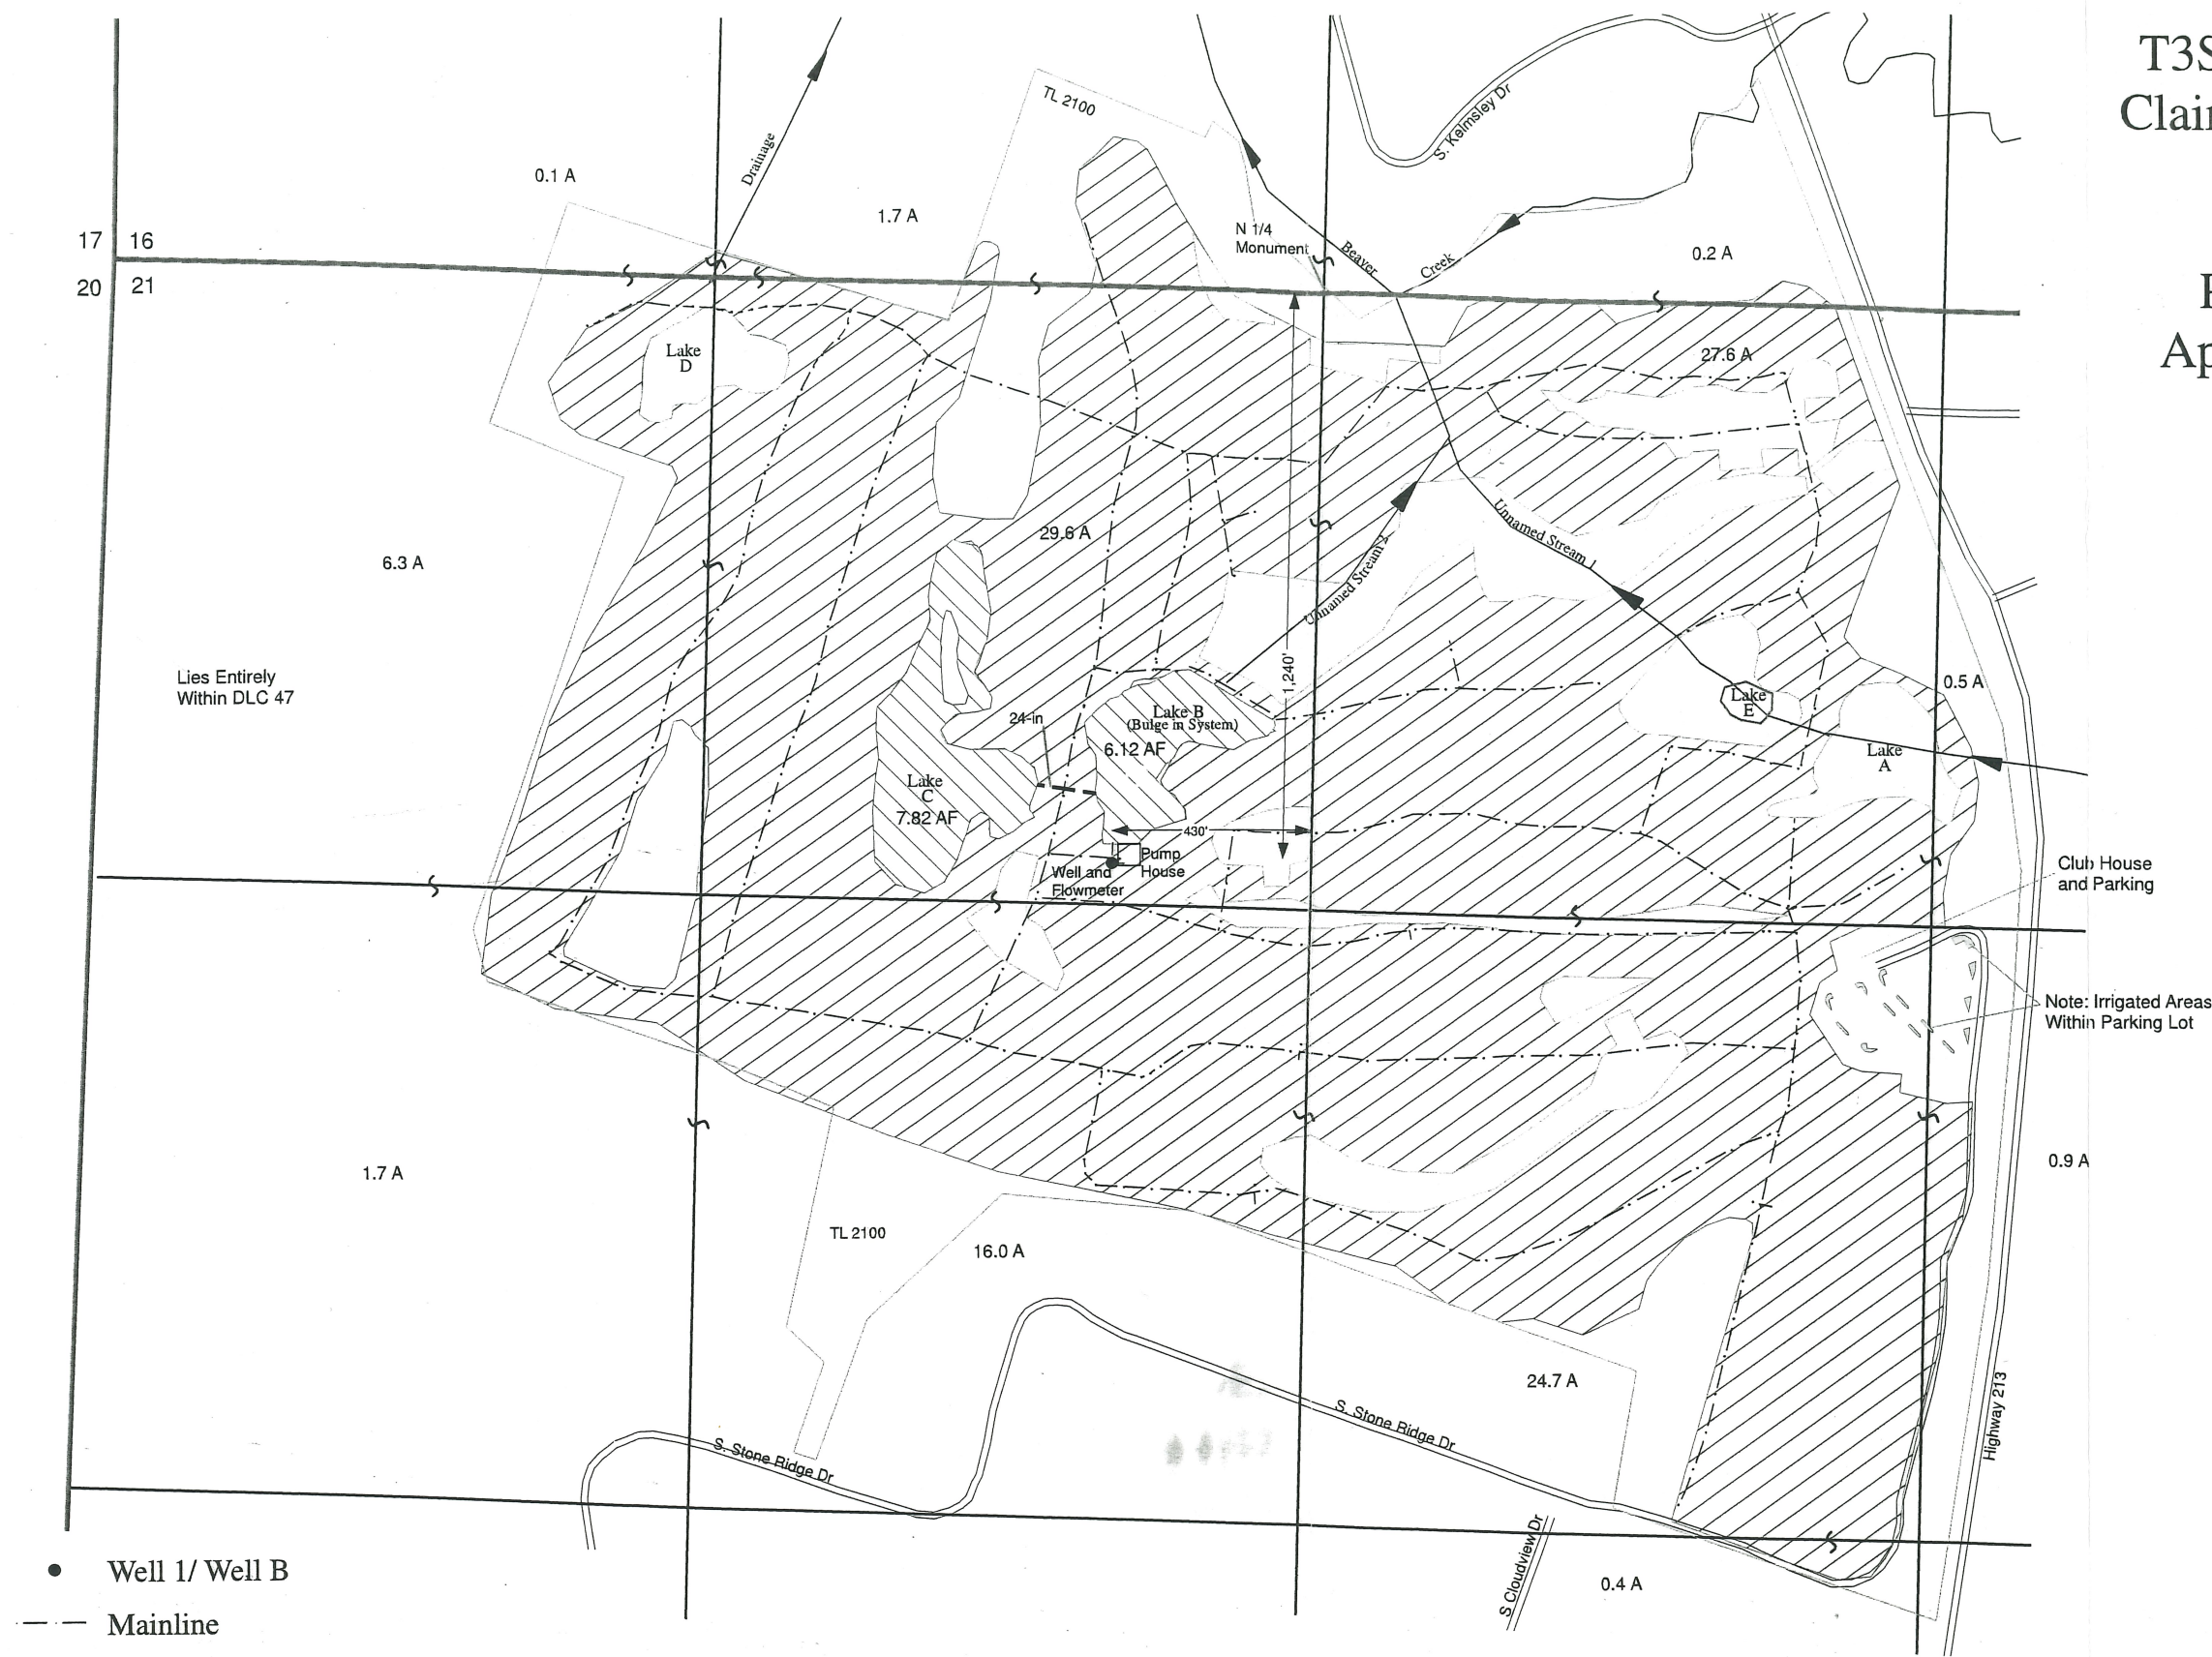 T3S
TL 2100
S. Kelmsley Dr
Drainage
0.1 A
1.7 A
N 1/4
Monument
Beaver
Creek
0.2 A
17
16
20
21
Lake
D
27.6 A
29.6 A
6.3 A
Unnamed Stream 1
Unnamed Stream 2
1,240'
Lies Entirely
Within DLC 47
0.5 A
Lake
E
24-in
Lake B
(Bulge in System)
6.12 AF
Lake
A
Lake
C
7.82 AF
430'
Pump
House
Well and
Flowmeter
Club House
and Parking
Note: Irrigated Areas
Within Parking Lot
1.7 A
0.9 A
TL 2100
16.0 A
24.7 A
S. Stone Ridge Dr
S. Stone Ridge Dr
Highway 213
S Cloudview Dr
0.4 A
Well 1/ Well B
Mainline